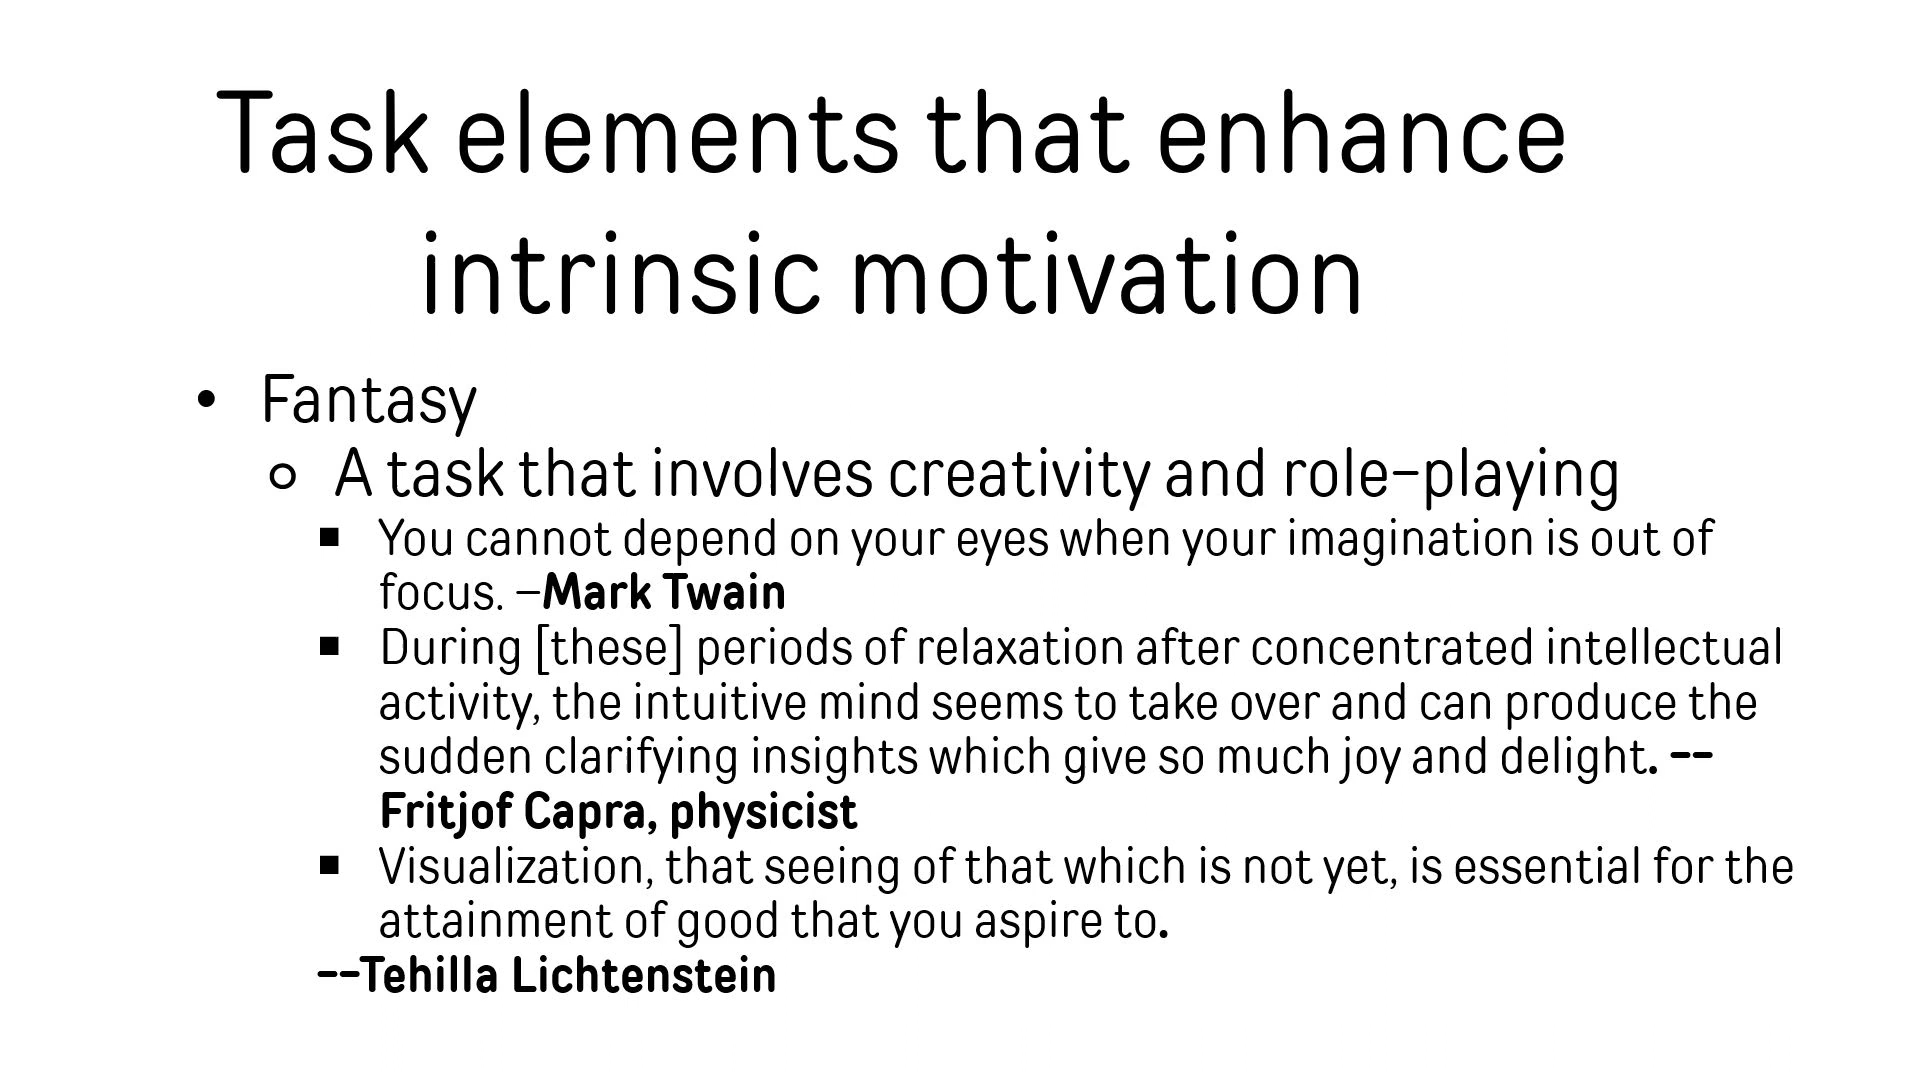 Task elements that enhance
intrinsic motivation
• Fantasy
o A task that involves creativity and role-playing
▪ You cannot depend on your eyes when your imagination is out of
focus. –Mark Twain
▪ During [these] periods of relaxation after concentrated intellectual
activity, the intuitive mind seems to take over and can produce the
sudden clarifying insights which give so much joy and delight. --
Fritjof Capra, physicist
▪ Visualization, that seeing of that which is not yet, is essential for the
attainment of good that you aspire to.
--Tehilla Lichtenstein